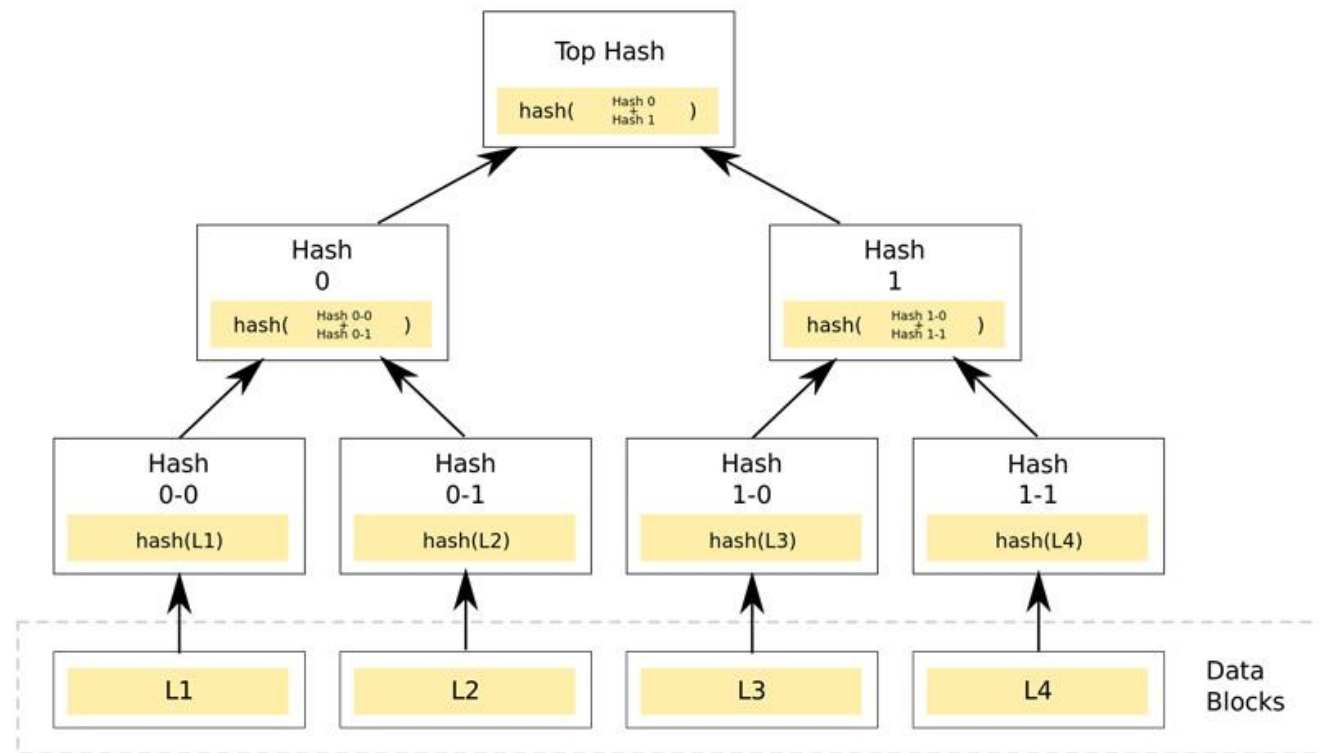 Top Hash
hash( Hash 0 + Hash 1 )
Hash
0
hash( Hash 0-0 + Hash 0-1 )
Hash
1
hash( Hash 1-0 + Hash 1-1 )
Hash
0-0
hash(L1)
Hash
0-1
hash(L2)
Hash
1-0
hash(L3)
Hash
1-1
hash(L4)
L1
L2
L3
L4
Data
Blocks